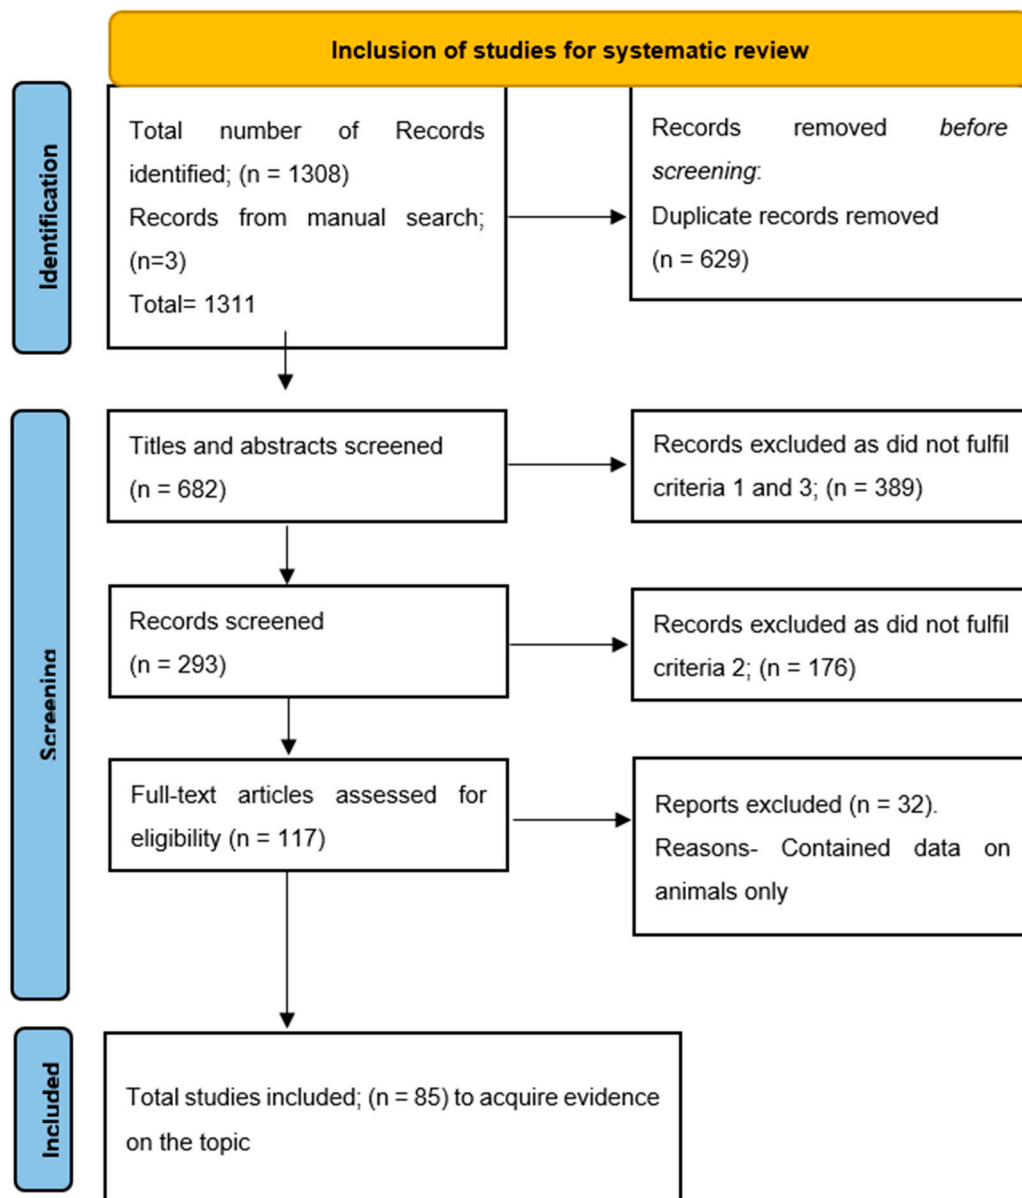 Inclusion of studies for systematic review
Identification
Total number of Records
identified; (n = 1308)
Records from manual search;
(n=3)
Total= 1311
Records removed before
screening:
Duplicate records removed
(n = 629)
Screening
Titles and abstracts screened
(n = 682)
Records excluded as did not fulfil
criteria 1 and 3; (n = 389)
Records screened
(n = 293)
Records excluded as did not fulfil
criteria 2; (n = 176)
Full-text articles assessed for
eligibility (n = 117)
Reports excluded (n = 32).
Reasons- Contained data on
animals only
Included
Total studies included; (n = 85) to acquire evidence
on the topic